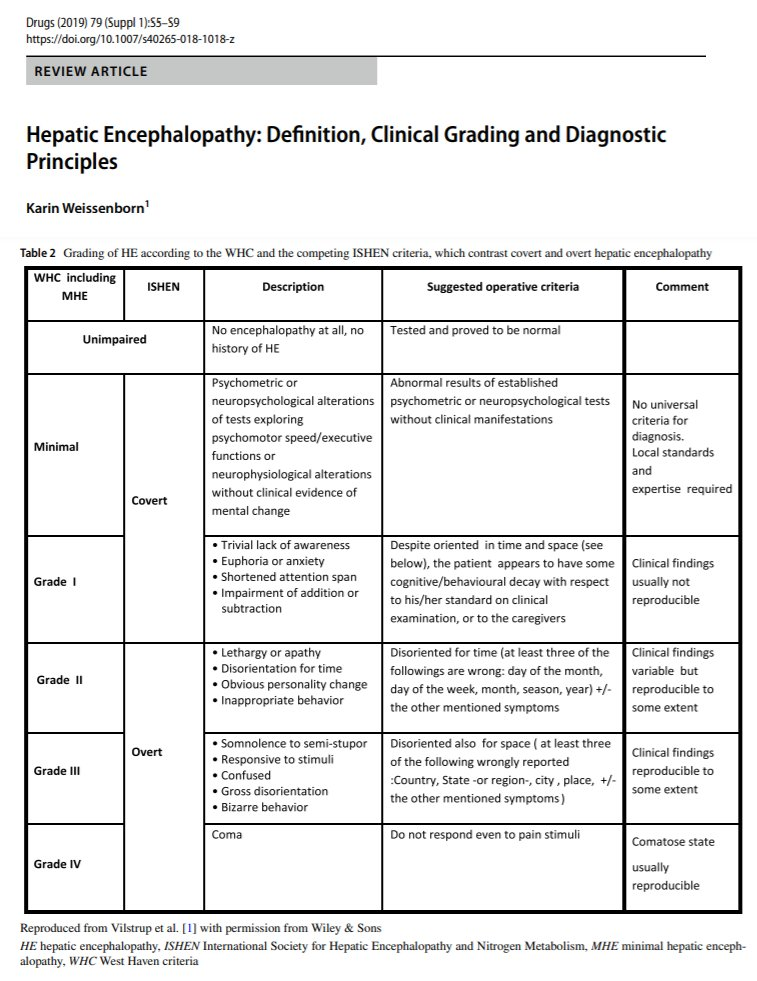 Drugs (2019) 79 (Suppl 1):S5–S9
https://doi.org/10.1007/s40265-018-1018-z
REVIEW ARTICLE
Hepatic Encephalopathy: Definition, Clinical Grading and Diagnostic
Principles
Karin Weissenborn1
Table 2 Grading of HE according to the WHC and the competing ISHEN criteria, which contrast covert and overt hepatic encephalopathy
WHC including
MHE
ISHEN
Description
Suggested operative criteria
Comment
Unimpaired
No encephalopathy at all, no
history of HE
Tested and proved to be normal
Minimal
Covert
Psychometric or
neuropsychological alterations
of tests exploring
psychomotor speed/executive
functions or
neurophysiological alterations
without clinical evidence of
mental change
Abnormal results of established
psychometric or neuropsychological tests
without clinical manifestations
No universal
criteria for
diagnosis.
Local standards
and
expertise required
Grade I
• Trivial lack of awareness
• Euphoria or anxiety
• Shortened attention span
• Impairment of addition or
subtraction
Despite oriented in time and space (see
below), the patient appears to have some
cognitive/behavioural decay with respect
to his/her standard on clinical
examination, or to the caregivers
Clinical findings
usually not
reproducible
Grade II
Overt
• Lethargy or apathy
• Disorientation for time
• Obvious personality change
• Inappropriate behavior
Disoriented for time (at least three of the
followings are wrong: day of the month,
day of the week, month, season, year) +/-
the other mentioned symptoms
Clinical findings
variable but
reproducible to
some extent
Grade III
• Somnolence to semi-stupor
• Responsive to stimuli
• Confused
• Gross disorientation
• Bizarre behavior
Disoriented also for space ( at least three
of the following wrongly reported
:Country, State -or region-, city , place, +/-
the other mentioned symptoms )
Clinical findings
reproducible to
some extent
Grade IV
Coma
Do not respond even to pain stimuli
Comatose state
usually
reproducible
Reproduced from Vilstrup et al. [1] with permission from Wiley & Sons
HE hepatic encephalopathy, ISHEN International Society for Hepatic Encephalopathy and Nitrogen Metabolism, MHE minimal hepatic enceph-
alopathy, WHC West Haven criteria